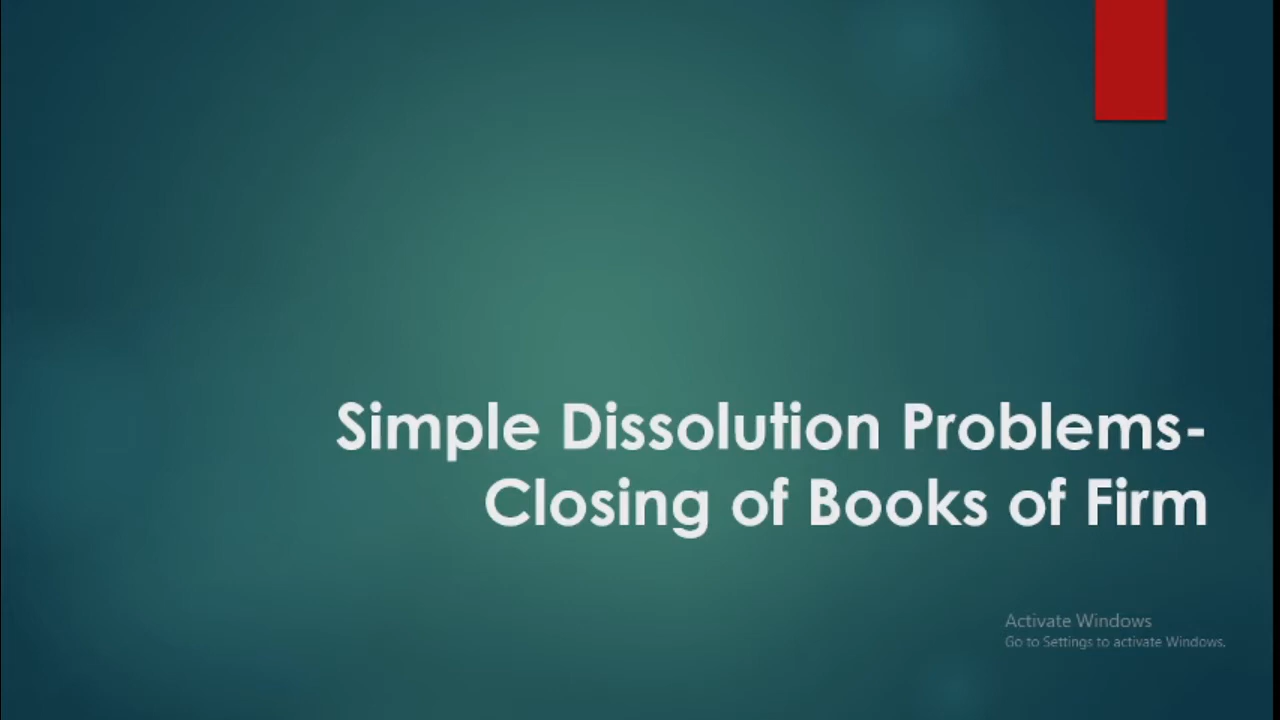 Simple Dissolution Problems-
Closing of Books of Firm
Activate Windows
Go to Settings to activate Windows.